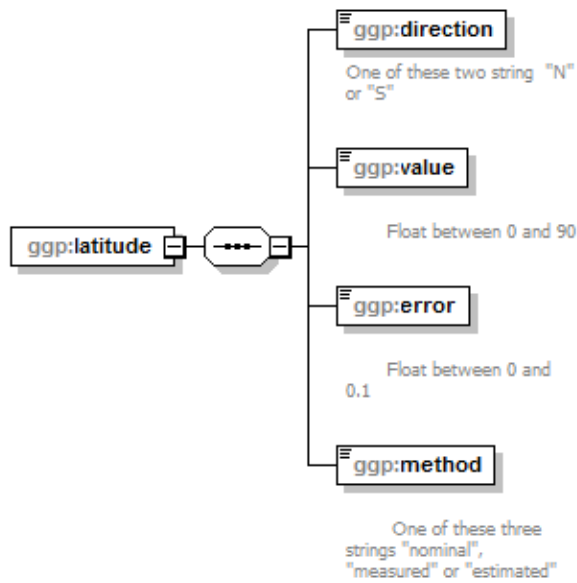 ggp:direction
One of these two string "N"
or "S"
ggp:value
Float between 0 and 90
ggp:latitude
ggp:error
Float between 0 and
0.1
ggp:method
One of these three
strings "nominal",
"measured" or "estimated"